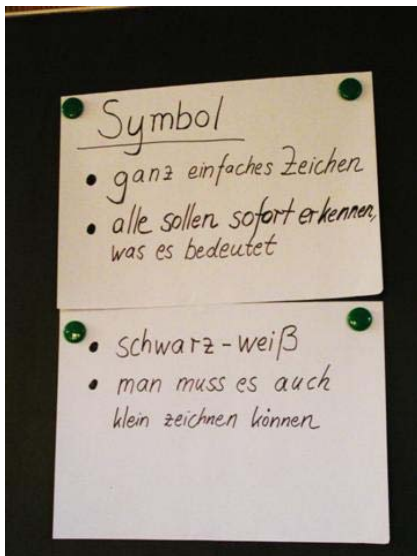 Symbol
• ganz einfaches Zeichen
• alle sollen sofort erkennen,
was es bedeutet
• schwarz-weiß
• man muss es auch
klein zeichnen können